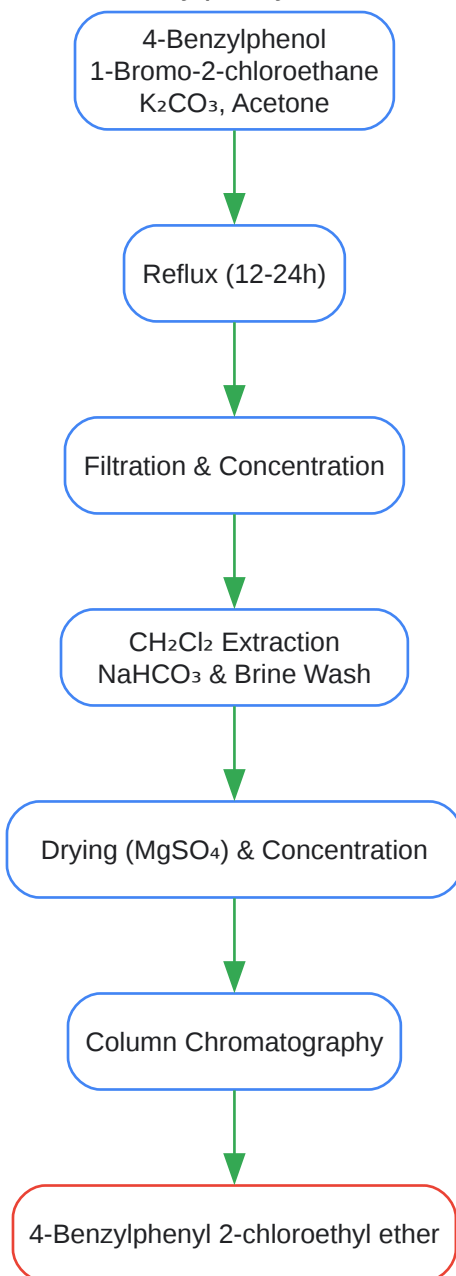 4-Benzylphenol
1-Bromo-2-chloroethane
K₂CO₃, Acetone
Reflux (12-24h)
Filtration & Concentration
CH₂Cl₂ Extraction
NaHCO₃ & Brine Wash
Drying (MgSO₄) & Concentration
Column Chromatography
4-Benzylphenyl 2-chloroethyl ether